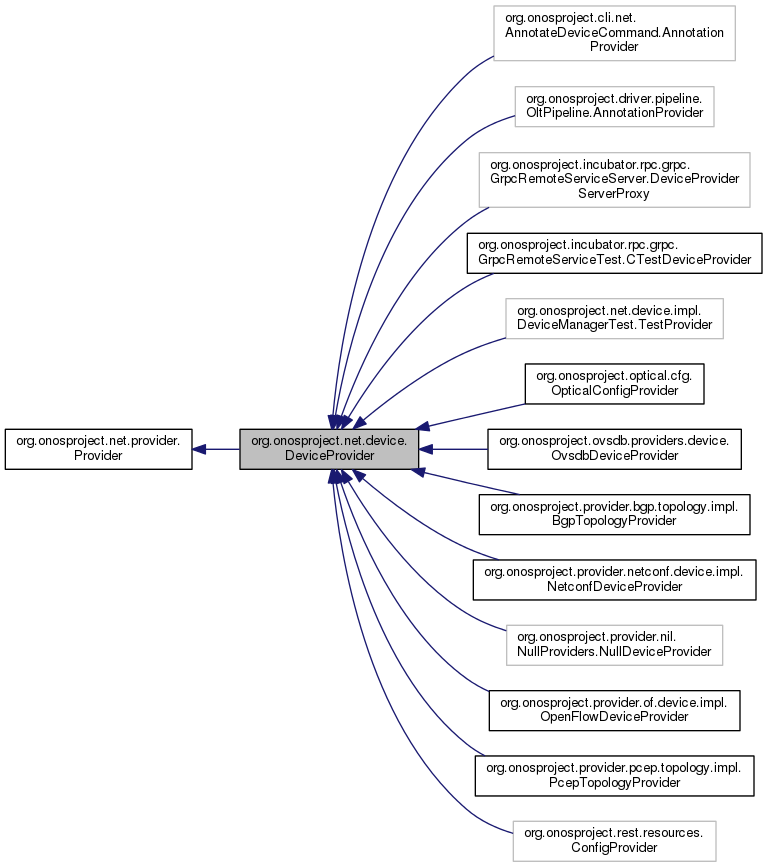 org.onosproject.cli.net.
AnnotateDeviceCommand.Annotation
Provider
org.onosproject.driver.pipeline.
OltPipeline.AnnotationProvider
org.onosproject.incubator.rpc.grpc.
GrpcRemoteServiceServer.DeviceProvider
ServerProxy
org.onosproject.incubator.rpc.grpc.
GrpcRemoteServiceTest.CTestDeviceProvider
org.onosproject.net.device.impl.
DeviceManagerTest.TestProvider
org.onosproject.optical.cfg.
OpticalConfigProvider
org.onosproject.net.provider.
Provider
org.onosproject.net.device.
DeviceProvider
org.onosproject.ovsdb.providers.device.
OvsdbDeviceProvider
org.onosproject.provider.bgp.topology.impl.
BgpTopologyProvider
org.onosproject.provider.netconf.device.impl.
NetconfDeviceProvider
org.onosproject.provider.nil.
NullProviders.NullDeviceProvider
org.onosproject.provider.of.device.impl.
OpenFlowDeviceProvider
org.onosproject.provider.pcep.topology.impl.
PcepTopologyProvider
org.onosproject.rest.resources.
ConfigProvider